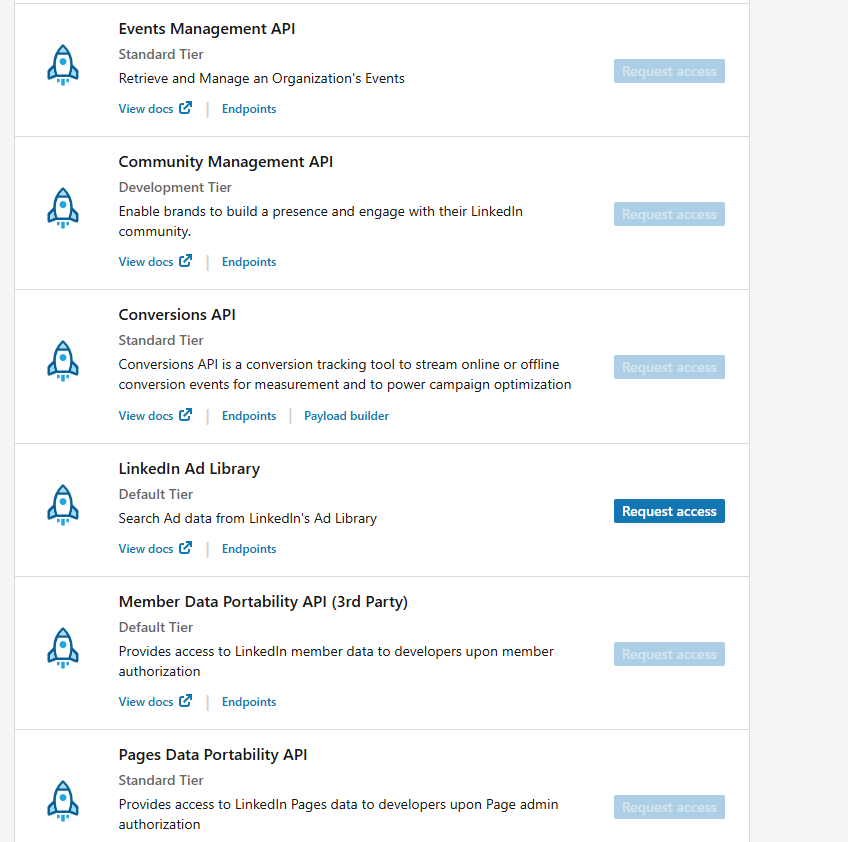 Events Management API
Standard Tier
Retrieve and Manage an Organization's Events
Request access
View docs | Endpoints
Community Management API
Development Tier
Enable brands to build a presence and engage with their LinkedIn
community.
Request access
View docs | Endpoints
Conversions API
Standard Tier
Conversions API is a conversion tracking tool to stream online or offline
conversion events for measurement and to power campaign optimization
Request access
View docs | Endpoints | Payload builder
LinkedIn Ad Library
Default Tier
Search Ad data from LinkedIn's Ad Library
Request access
View docs | Endpoints
Member Data Portability API (3rd Party)
Default Tier
Provides access to LinkedIn member data to developers upon member
authorization
Request access
View docs | Endpoints
Pages Data Portability API
Standard Tier
Provides access to LinkedIn Pages data to developers upon Page admin
authorization
Request access